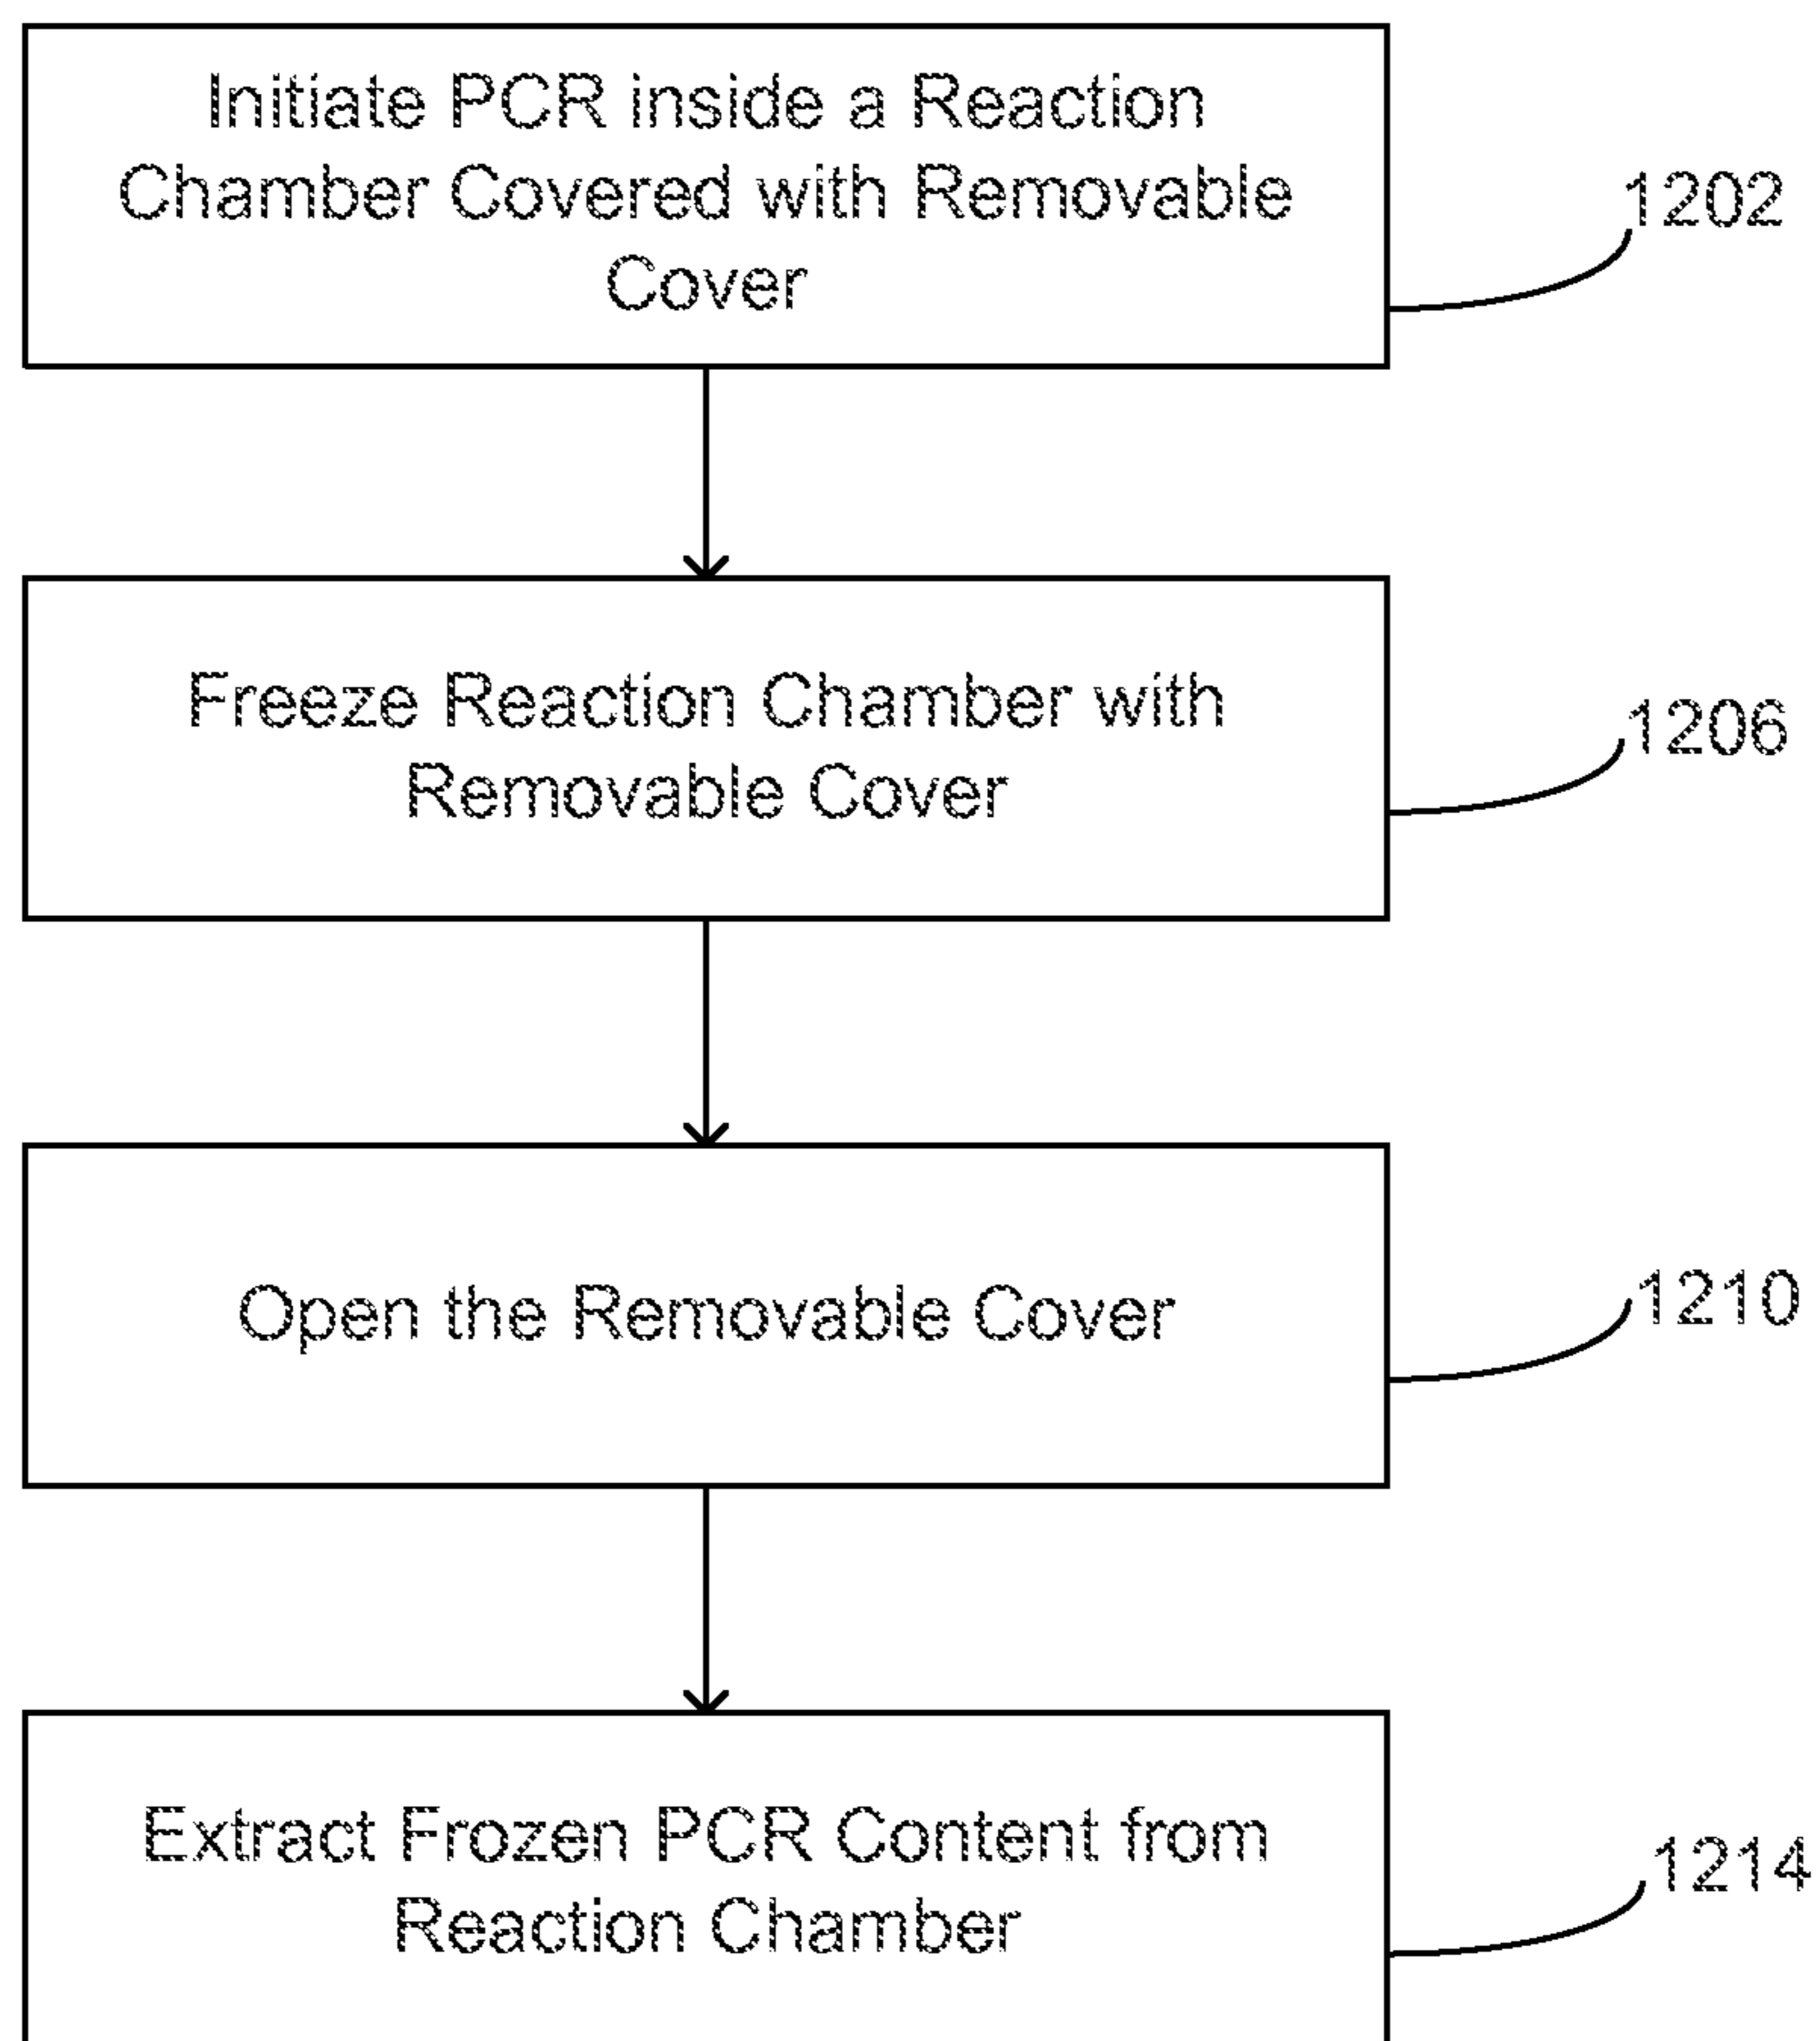 Initiate PCR inside a Reaction
Chamber Covered with Removable
Cover
1202
Freeze Reaction Chamber with
Removable Cover
1206
Open the Removable Cover
1210
Extract Frozen PCR Content from
Reaction Chamber
1214